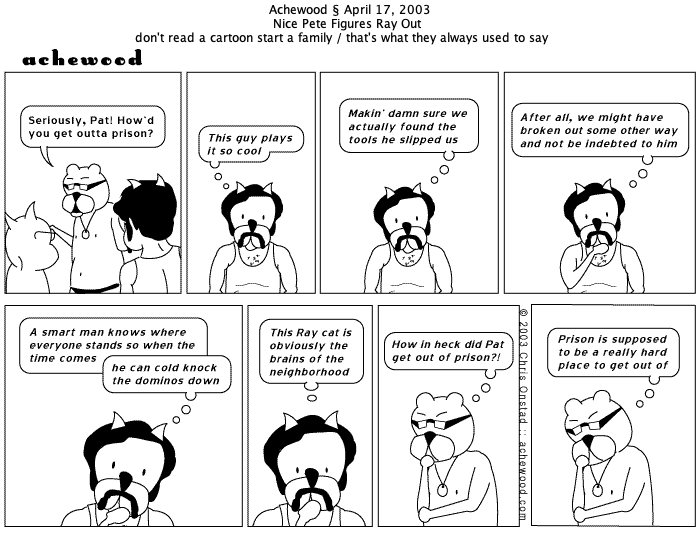 Achewood § April 17, 2003
Nice Pete Figures Ray Out
don't read a cartoon start a family / that's what they always used to say
achewood
Seriously, Pat! How'd
you get outta prison?
This guy plays
it so cool
Makin' damn sure we
actually found the
tools he slipped us
After all, we might have
broken out some other way
and not be indebted to him
A smart man knows where
everyone stands so when the
time comes
he can cold knock
the dominos down
This Ray cat is
obviously the
brains of the
neighborhood
How in heck did Pat
get out of prison?!
© 2003 Chris Onstad :: achewood.com
Prison is supposed
to be a really hard
place to get out of